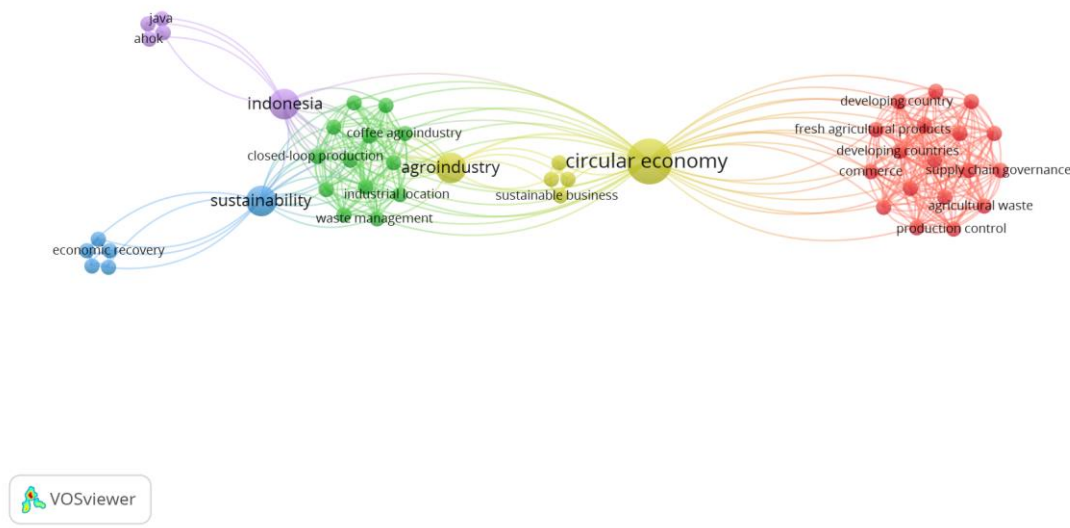 java
ahok
indonesia
coffee agroindustry
closed-loop production
agroindustry
industrial location
sustainability
waste management
economic recovery
circular economy
sustainable business
developing country
fresh agricultural products
developing countries
commerce
supply chain governance
agricultural waste
production control
VOSviewer